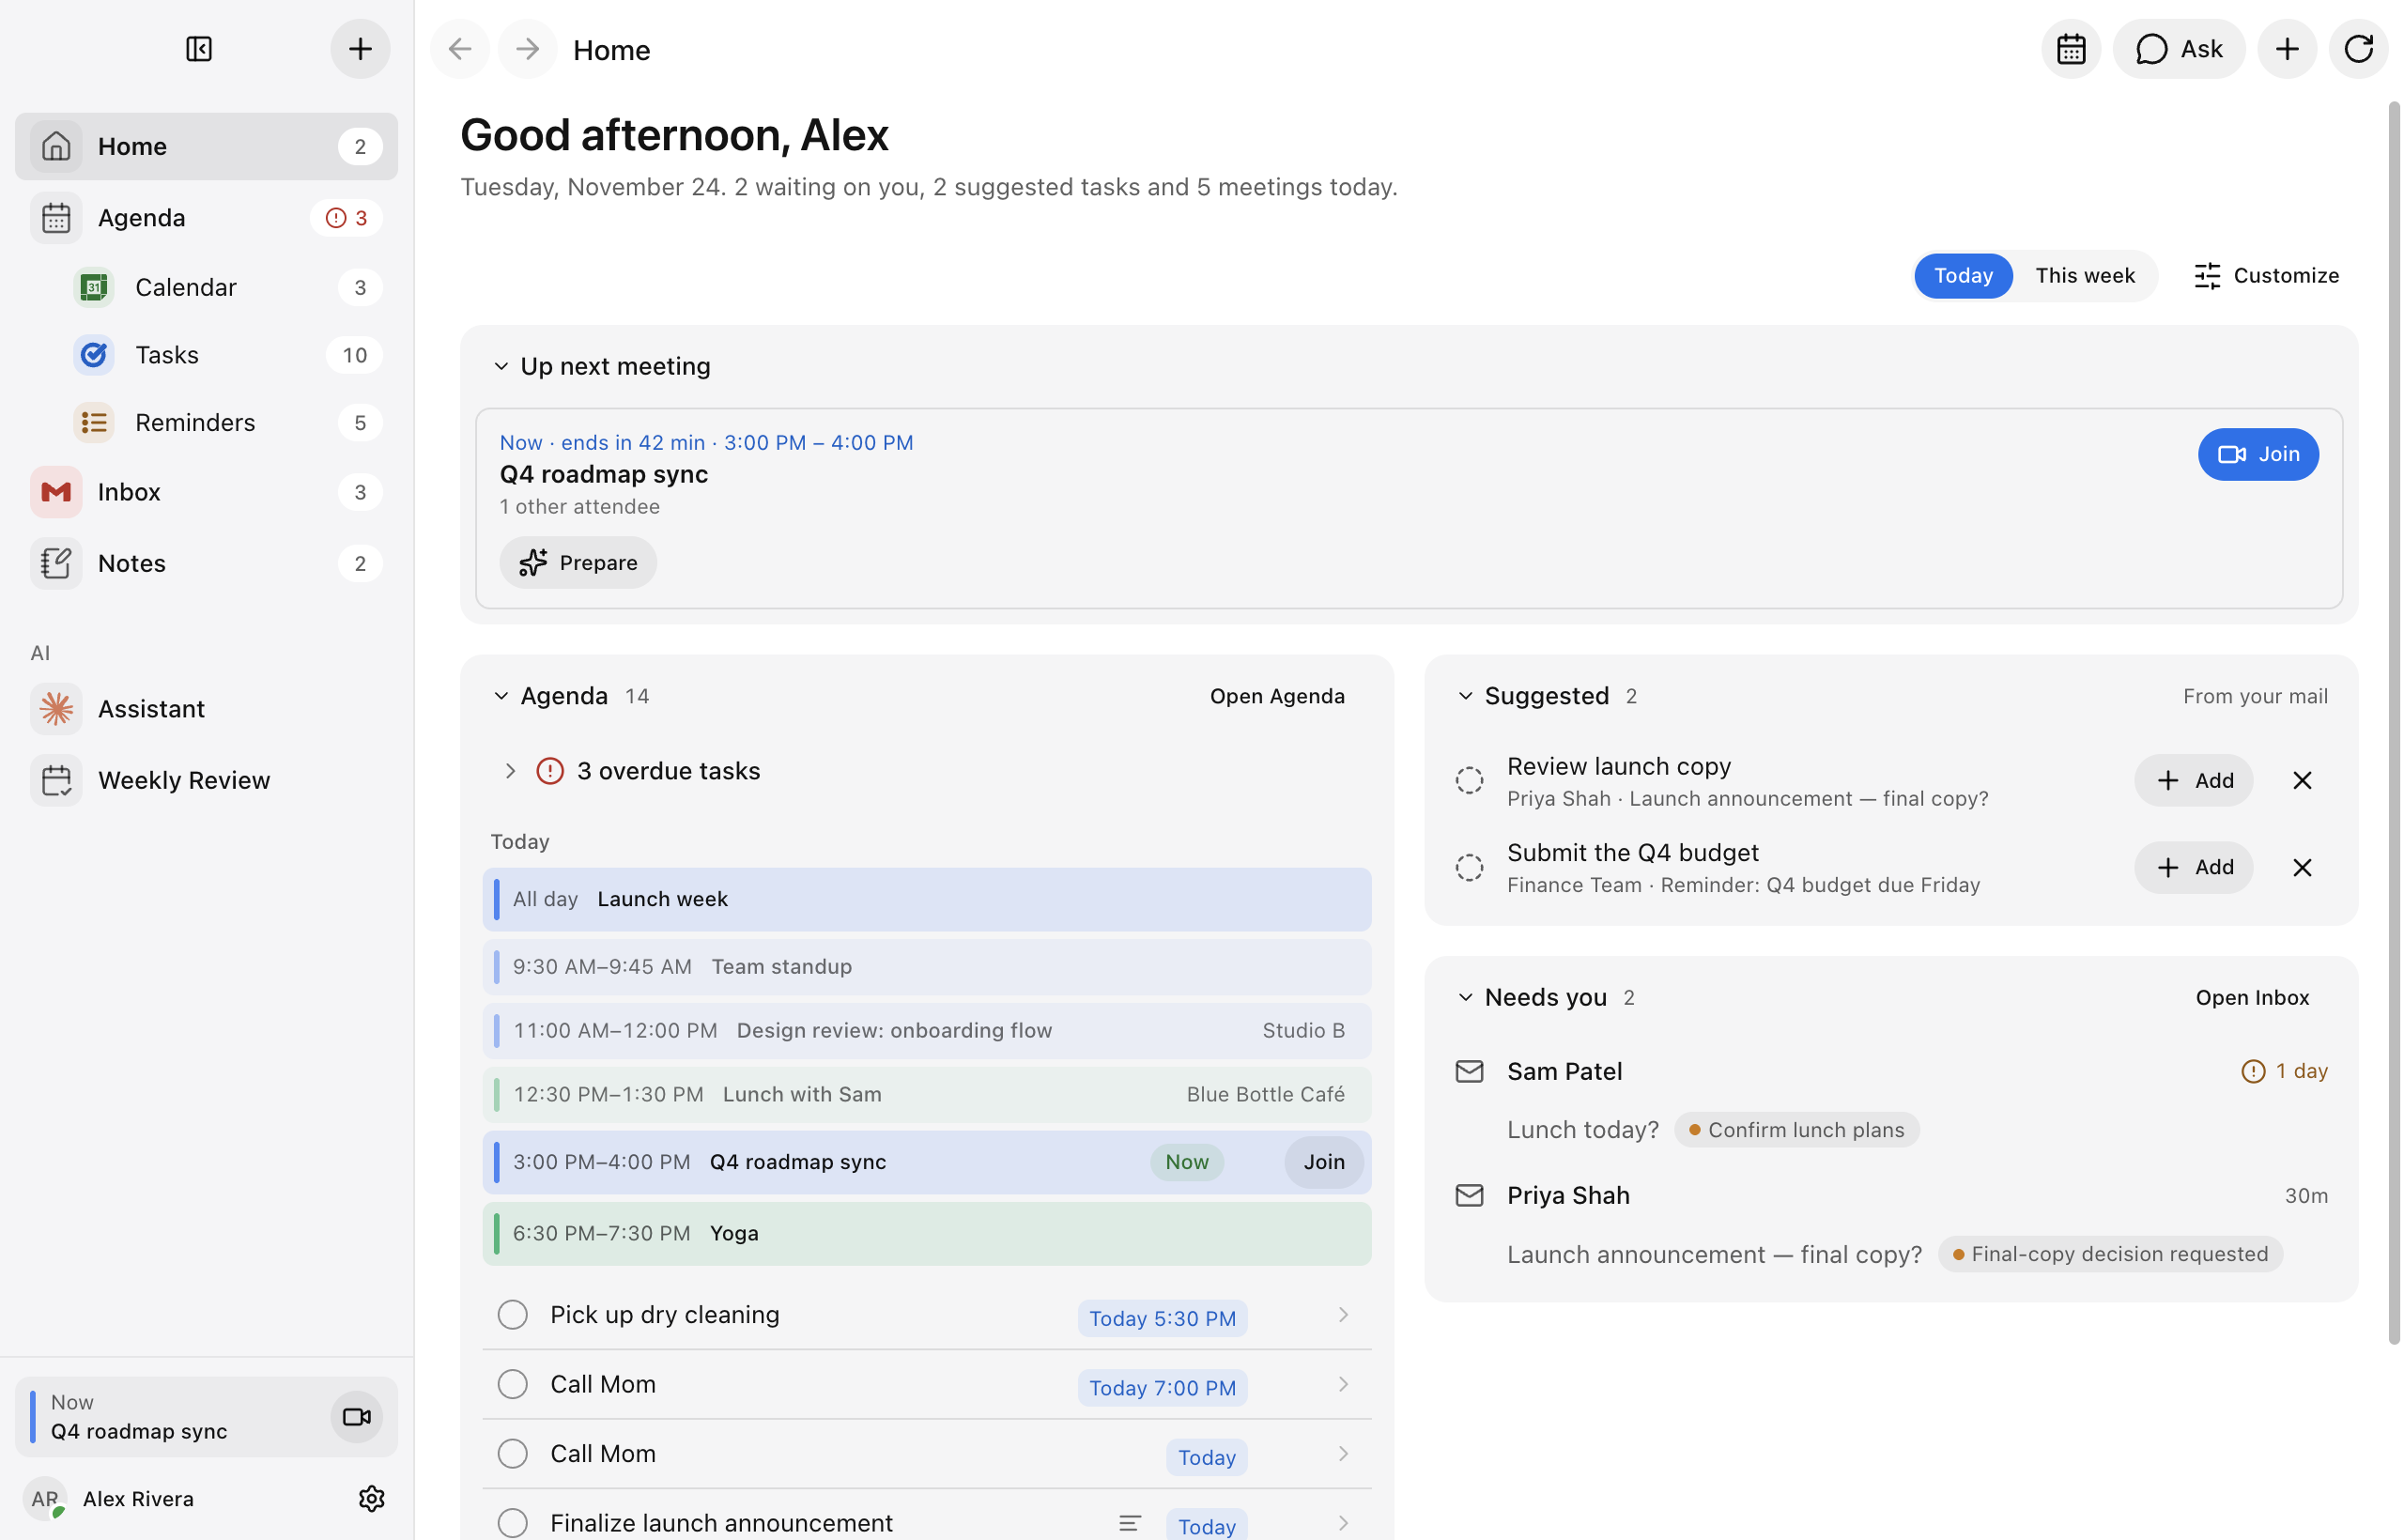 Home 2
Agenda 3
31 Calendar 3
Tasks 10
Reminders 5
Inbox 3
Notes 2
AI
Assistant
Weekly Review
Now
Q4 roadmap sync
AR Alex Rivera
Home
Ask
Good afternoon, Alex
Tuesday, November 24. 2 waiting on you, 2 suggested tasks and 5 meetings today.
Today This week Customize
Up next meeting
Now · ends in 42 min · 3:00 PM – 4:00 PM
Join
Q4 roadmap sync
1 other attendee
Prepare
Agenda 14 Open Agenda
3 overdue tasks
Today
All day Launch week
9:30 AM–9:45 AM Team standup
11:00 AM–12:00 PM Design review: onboarding flow Studio B
12:30 PM–1:30 PM Lunch with Sam Blue Bottle Café
3:00 PM–4:00 PM Q4 roadmap sync Now Join
6:30 PM–7:30 PM Yoga
Pick up dry cleaning Today 5:30 PM
Call Mom Today 7:00 PM
Call Mom Today
Finalize launch announcement Today
Suggested 2 From your mail
Review launch copy
Priya Shah · Launch announcement — final copy?
Add
Submit the Q4 budget
Finance Team · Reminder: Q4 budget due Friday
Add
Needs you 2 Open Inbox
Sam Patel 1 day
Lunch today? Confirm lunch plans
Priya Shah 30m
Launch announcement — final copy? Final-copy decision requested